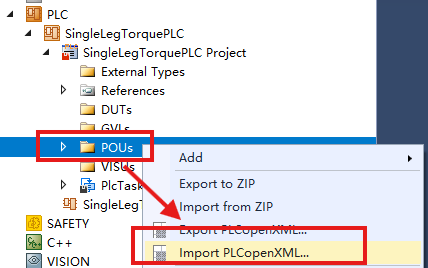 PLC
SingleLegTorquePLC
SingleLegTorquePLC Project
External Types
References
DUTs
GVLs
POUs
VISUs
PlcTask
SingleLegT
SAFETY
C++
VISION
Add
Export to ZIP
Import from ZIP
Export PLCopenXML...
Import PLCopenXML...